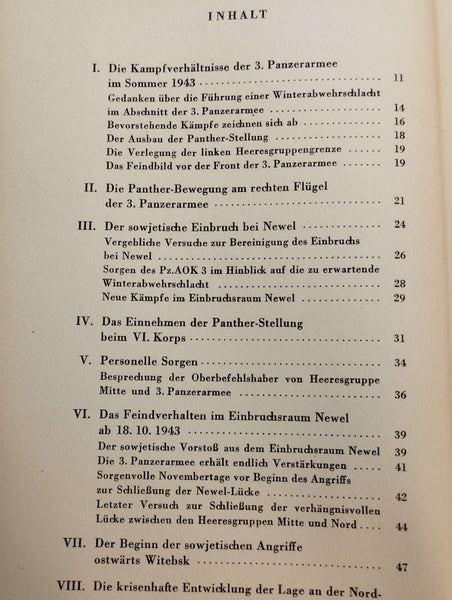 INHALT
I. Die Kampfverhältnisse der 3. Panzerarmee
im Sommer 1943 11
Gedanken über die Führung einer Winterabwehrschlacht
im Abschnitt der 3. Panzerarmee 14
Bevorstehende Kämpfe zeichnen sich ab 16
Der Ausbau der Panther-Stellung 18
Die Verlegung der linken Heeresgruppengrenze 19
Das Feindbild vor der Front der 3. Panzerarmee 19
II. Die Panther-Bewegung am rechten Flügel
der 3. Panzerarmee 21
III. Der sowjetische Einbruch bei Newel 24
Vergebliche Versuche zur Bereinigung des Einbruchs
bei Newel 26
Sorgen des Pz.AOK 3 im Hinblick auf die zu erwartende
Winterabwehrschlacht 28
Neue Kämpfe im Einbruchsraum Newel 29
IV. Das Einnehmen der Panther-Stellung
beim VI. Korps 31
V. Personelle Sorgen 34
Besprechung der Oberbefehlshaber von Heeresgruppe
Mitte und 3. Panzerarmee 36
VI. Das Feindverhalten im Einbruchsraum Newel
ab 18. 10. 1943 39
Der sowjetische Vorstoß aus dem Einbruchsraum Newel 39
Die 3. Panzerarmee erhält endlich Verstärkungen 41
Sorgenvolle Novembertage vor Beginn des Angriffs
zur Schließung der Newel-Lücke 42
Letzter Versuch zur Schließung der verhängnisvollen
Lücke zwischen den Heeresgruppen Mitte und Nord 44
VII. Der Beginn der sowjetischen Angriffe
ostwärts Witebsk 47
VIII. Die krisenhafte Entwicklung der Lage an der Nord-